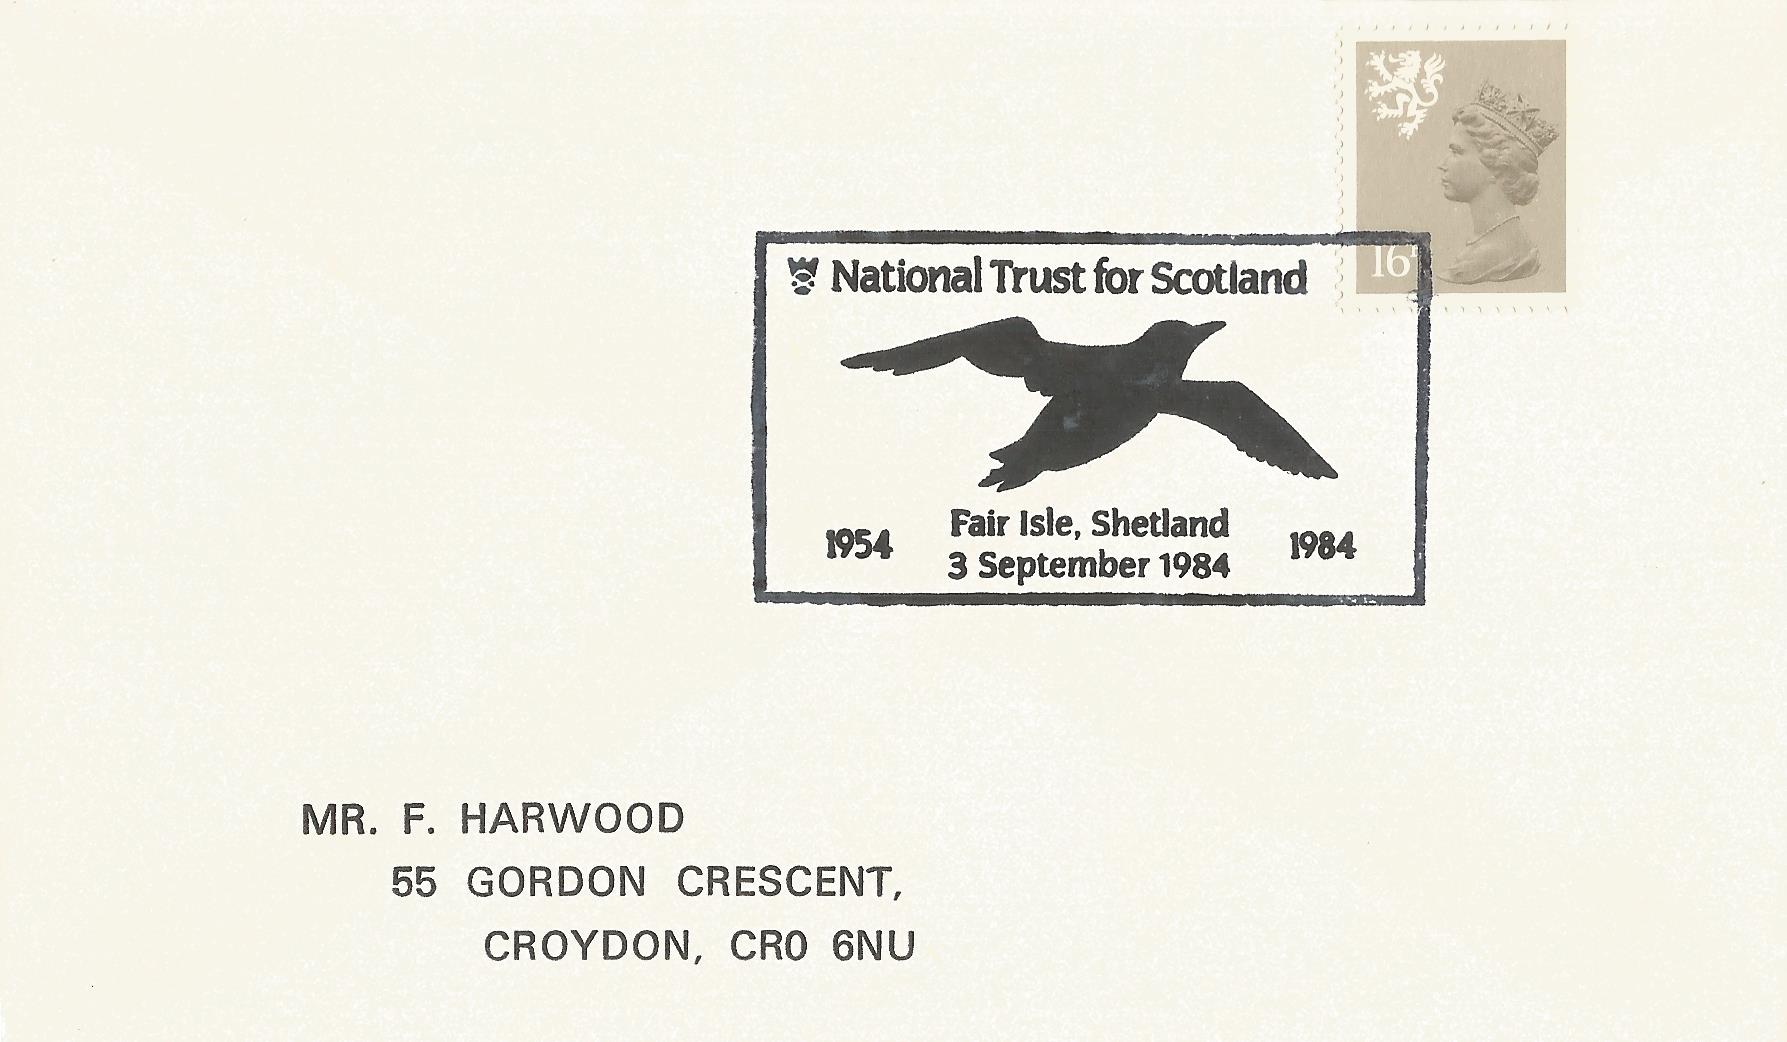 16P
National Trust for Scotland
Fair Isle, Shetland
1954 3 September 1984 1984
MR. F. HARWOOD
55 GORDON CRESCENT,
CROYDON, CR0 6NU